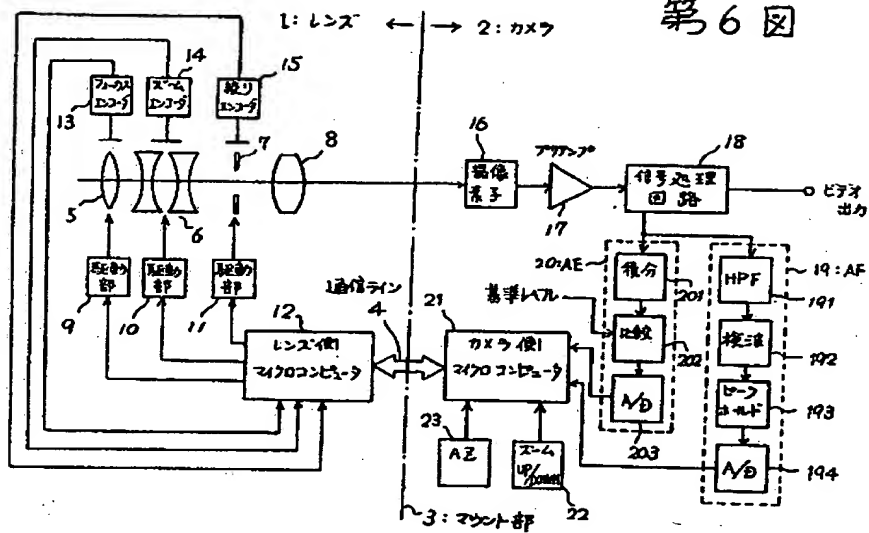 第6図
1: レンズ
2: カメラ
14
15
フォーカス
エンコーダ
ズーム
エンコーダ
絞り
エンコーダ
13
7
8
16
撮像
素子
プリアンプ
17
18
信号処理
回路
ビデオ
出力
5
6
駆動
部
駆動
部
駆動
部
9
10
11
通信ライン
4
20:AE
積分
201
基準レベル
比較
202
A/D
203
19:AF
HPF
191
検波
192
ピーク
ホールド
193
A/D
194
12
レンズ側
マイクロコンピュータ
21
カメラ側
マイクロコンピュータ
23
AZ
ズーム
UP/DOWN
22
3: マウント部